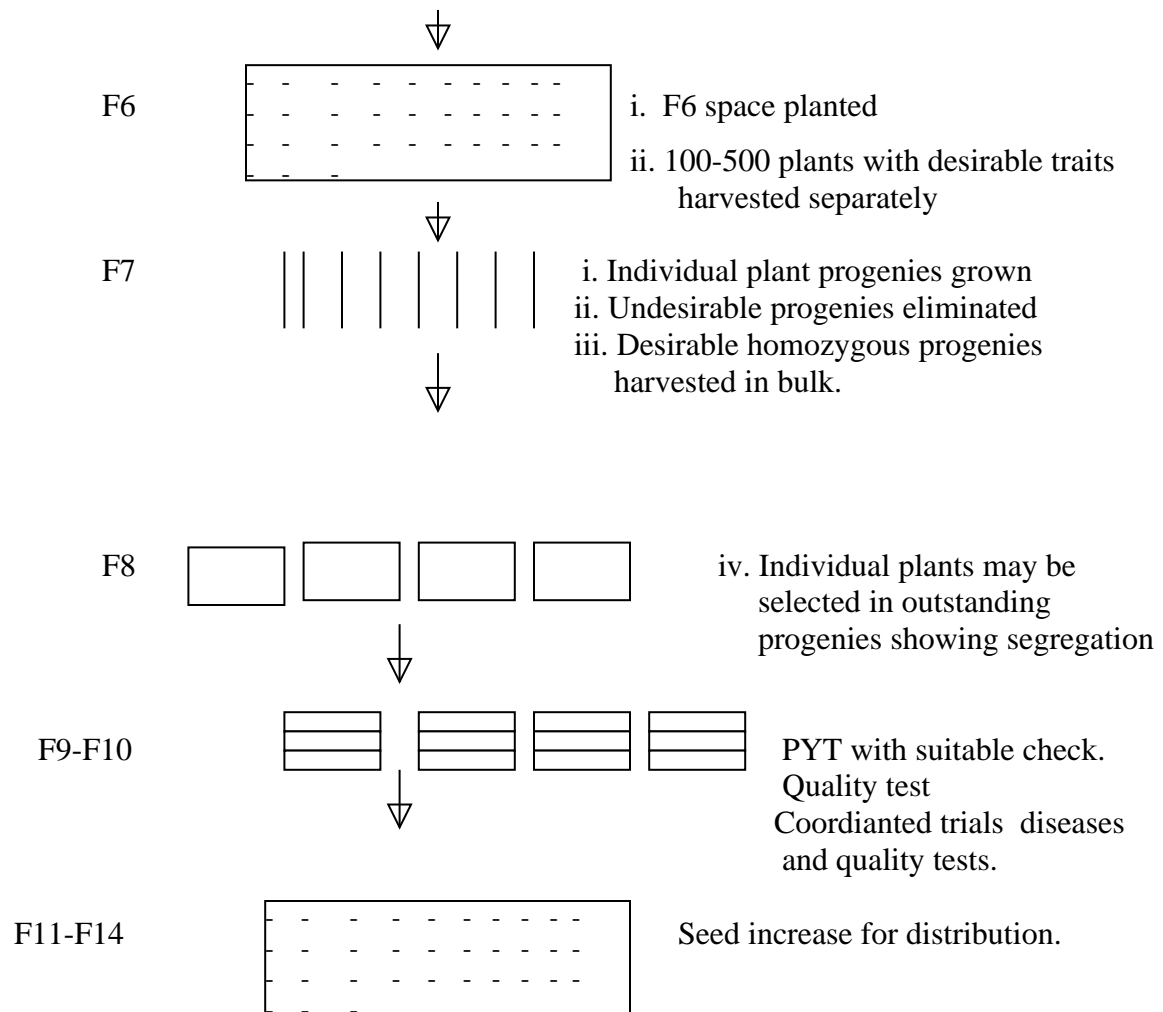 F6
i. F6 space planted
ii. 100-500 plants with desirable traits
harvested separately
F7
i. Individual plant progenies grown
ii. Undesirable progenies eliminated
iii. Desirable homozygous progenies
harvested in bulk.
F8
iv. Individual plants may be
selected in outstanding
progenies showing segregation
F9-F10
PYT with suitable check.
Quality test
Coordianted trials diseases
and quality tests.
F11-F14
Seed increase for distribution.